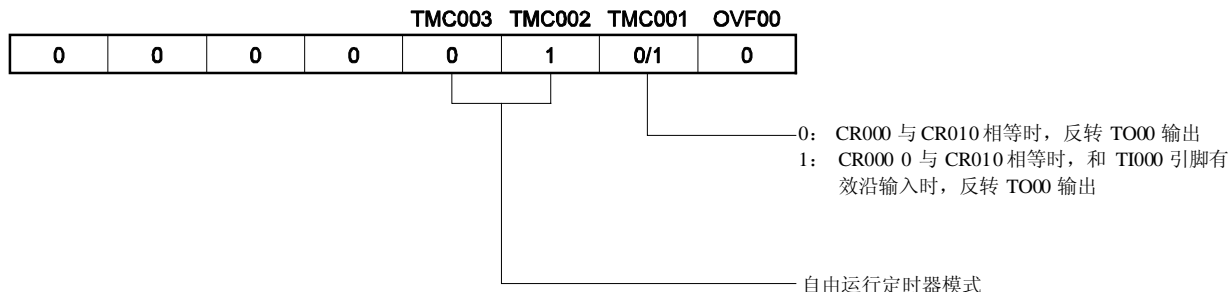 TMC003 TMC002 TMC001 OVF00
0 0 0 0 0 1 0/1 0
0： CR000 与 CR010 相等时，反转 TO00 输出
1： CR000 0 与 CR010 相等时，和 TI000 引脚有
效沿输入时，反转 TO00 输出
自由运行定时器模式